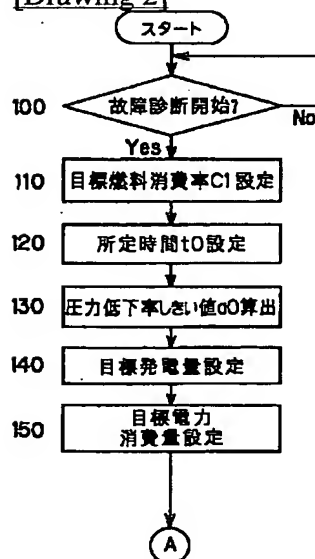 [Drawing 2]
スタート
100
故障診断開始?
No
Yes
110
目標燃料消費率C1設定
120
所定時間t0設定
130
圧力低下率しきい値α0算出
140
目標発電量設定
150
目標電力
消費量設定
A